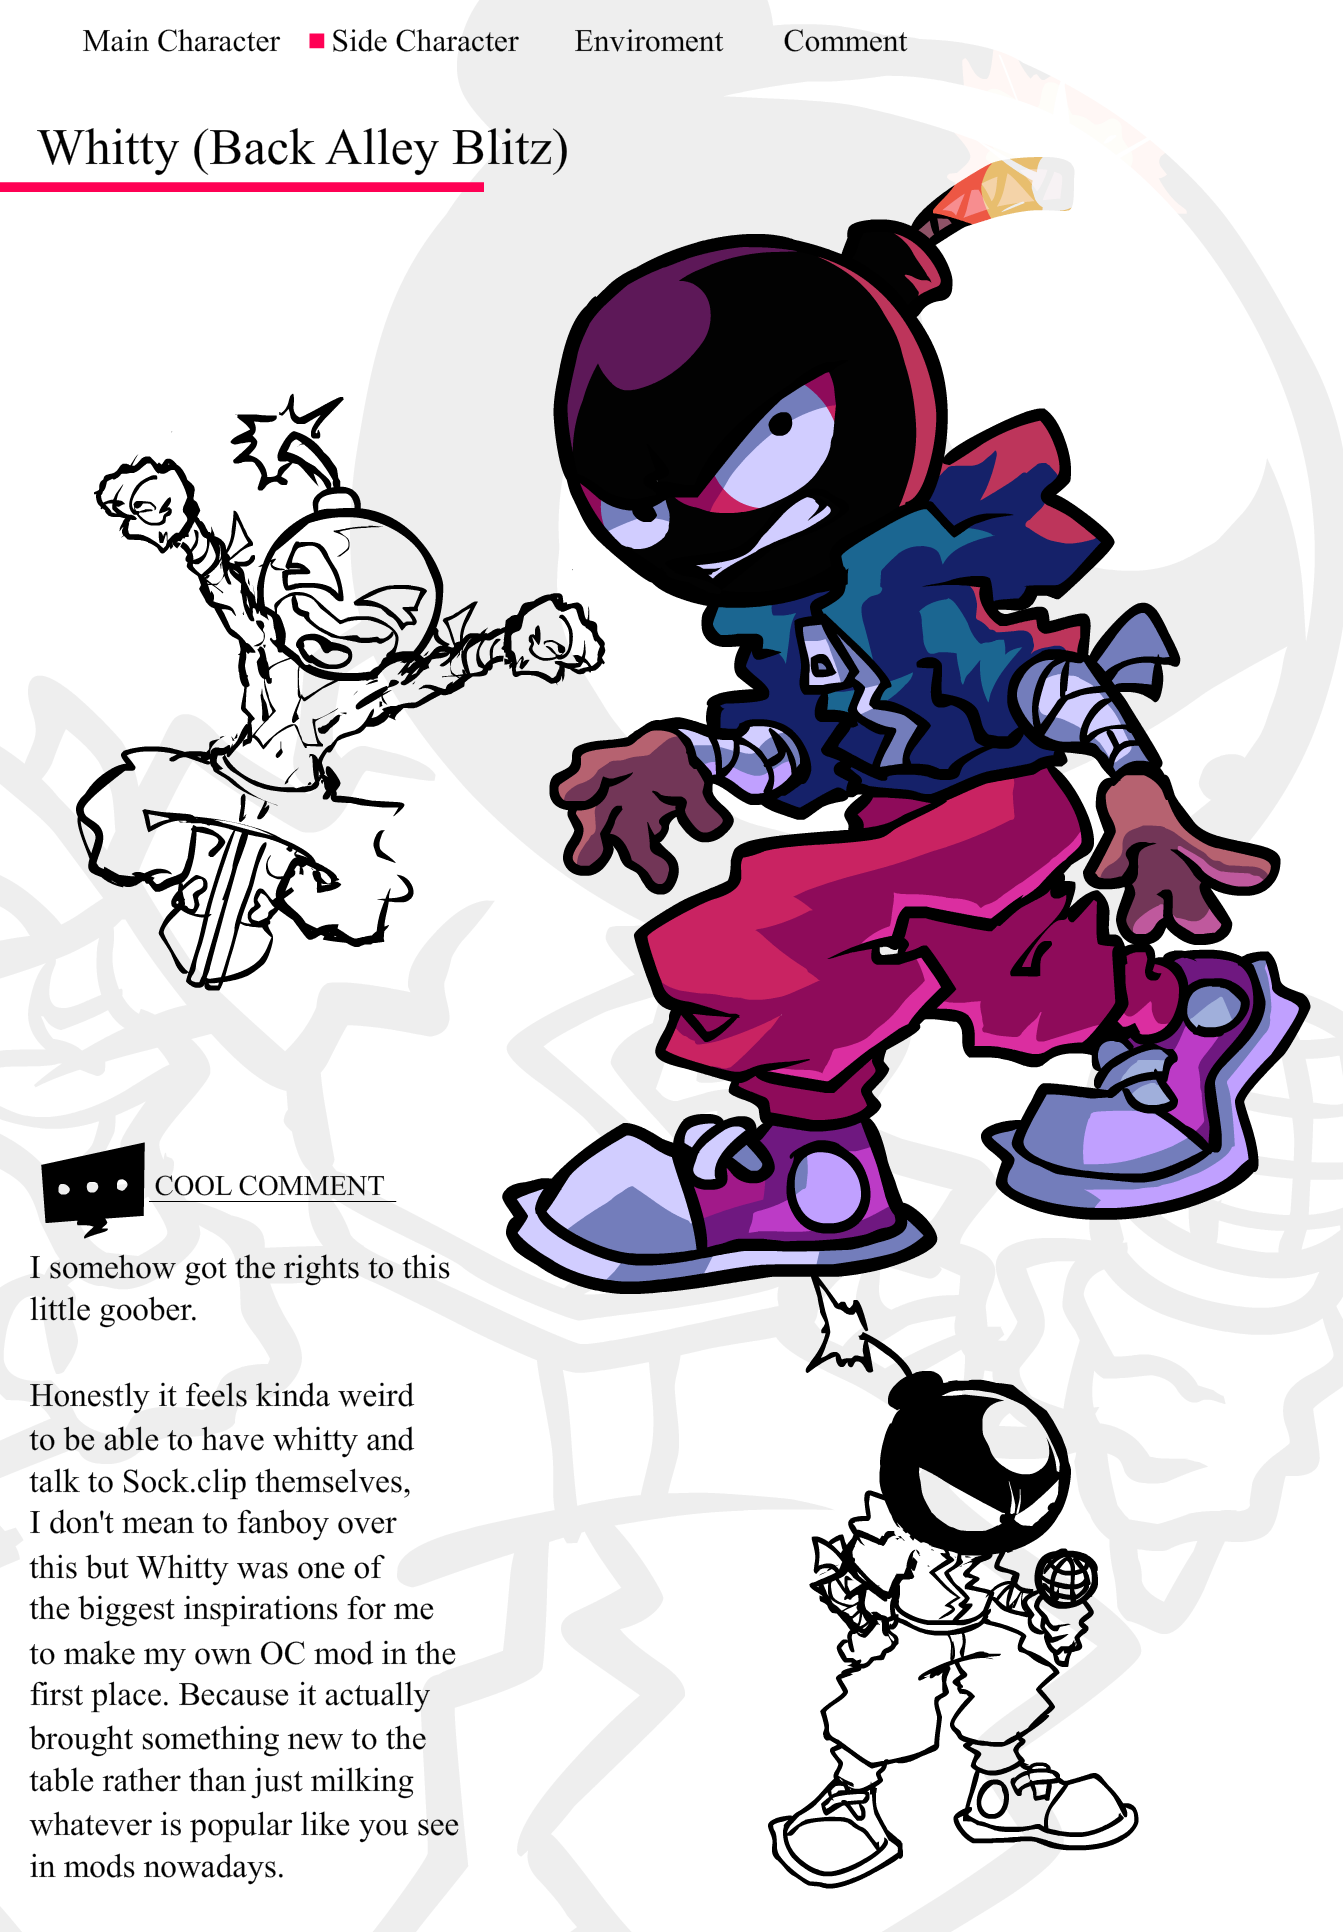 Main Character Side Character Enviroment Comment
Whitty (Back Alley Blitz)
COOL COMMENT
I somehow got the rights to this
little goober.
Honestly it feels kinda weird
to be able to have whitty and
talk to Sock.clip themselves,
I don't mean to fanboy over
this but Whitty was one of
the biggest inspirations for me
to make my own OC mod in the
first place. Because it actually
brought something new to the
table rather than just milking
whatever is popular like you see
in mods nowadays.